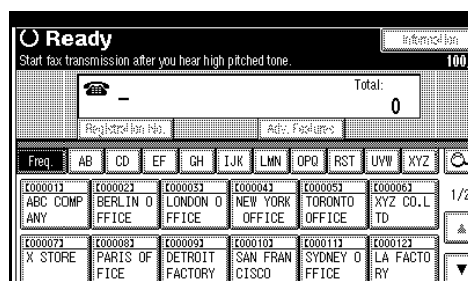 Ready
Information
Start fax transmission after you hear high pitched tone.
100
Total:
0
Registration No.
Adv. Features
Freq. AB CD EF GH IJK LMN OPQ RST UVW XYZ
[00001] [00002] [00003] [00004] [00005] [00006]
ABC COMP BERLIN O LONDON O NEW YORK TORONTO XYZ CO.L
ANY FFICE FFICE OFFICE OFFICE TD
1/2
[00007] [00008] [00009] [00010] [00011] [00012]
X STORE PARIS OF DETROIT SAN FRAN SYDNEY O LA FACTO
FICE FACTORY CISCO FFICE RY